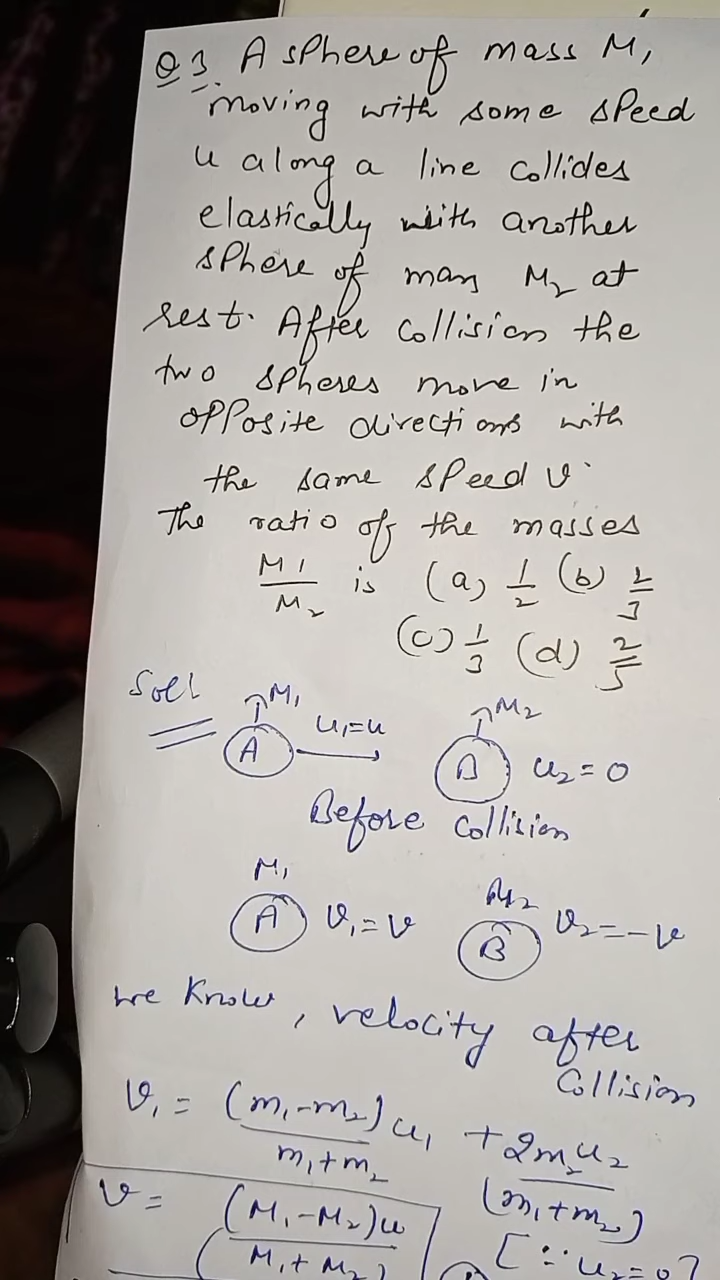 Q 3. A sphere of mass M1
moving with some speed
u along a line collides
elastically with another
sphere of mass M2 at
rest. After collision the
two spheres move in
opposite directions with
the same speed v.
The ratio of the masses
M1/M2 is (a) 1/2 (b) 2/3
(c) 1/3 (d) 2/5
Soln
M1 u1=u M2
A B u2=0
Before collision
M1 M2
A v1=v B v2=-v
we know, velocity after
collision
v1 = (m1-m2)u1/m1+m2 + 2m2u2/(m1+m2)
v = (M1-M2)u/(M1+M2) [∵ u2=0]